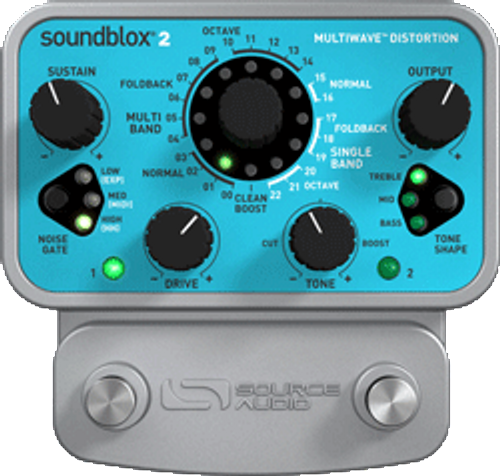 soundblox® 2
MULTIWAVE™ DISTORTION
SUSTAIN
- +
OUTPUT
- +
OCTAVE
10 11 12 13 14
09
08
07
FOLDBACK
06
MULTI
BAND
05
04
03
NORMAL 02
01
00
CLEAN
BOOST
15
NORMAL
16
17
18
FOLDBACK
19
SINGLE
BAND
20
21
22
OCTAVE
LOW
(EXP)
MED
(MIDI)
HIGH
NOISE
GATE
TREBLE
MID
BASS
TONE
SHAPE
1
- +
DRIVE
CUT
BOOST
TONE
2
SOURCE
AUDIO